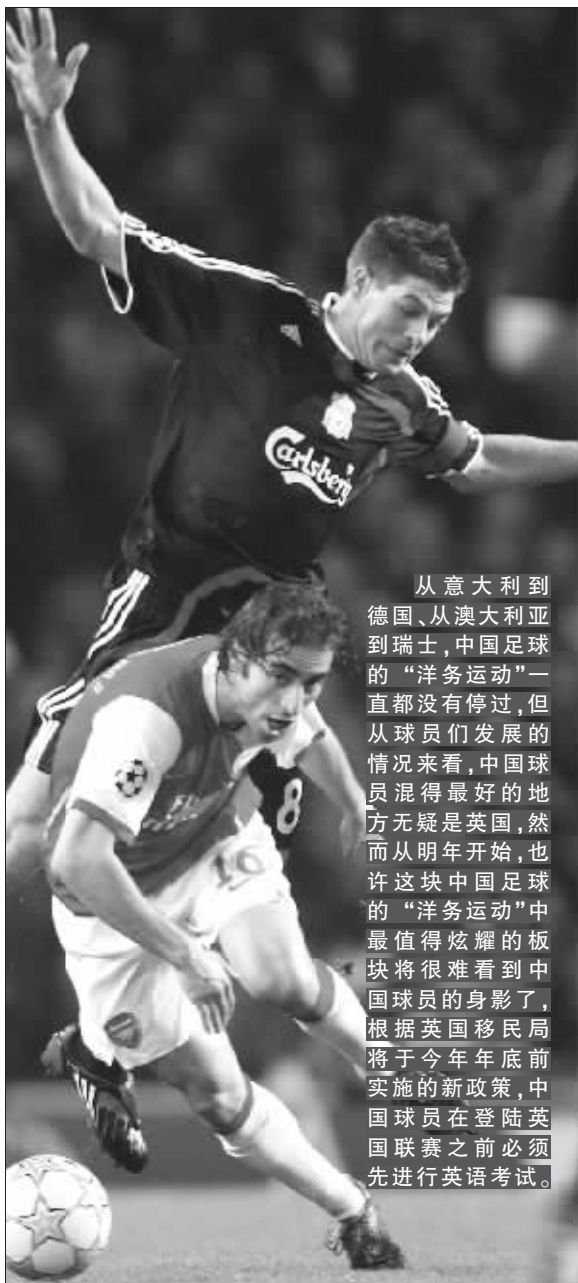 Carlsberg
8
16
从意大利到
德国、从澳大利亚
到瑞士,中国足球
的“洋务运动”一
直都没有停过,但
从球员们发展的
情况来看,中国球
员混得最好的地
方无疑是英国,然
而从明年开始,也
许这块中国足球
的“洋务运动”中
最值得炫耀的板
块将很难看到中
国球员的身影了,
根据英国移民局
将于今年年底前
实施的新政策,中
国球员在登陆英
国联赛之前必须
先进行英语考试。